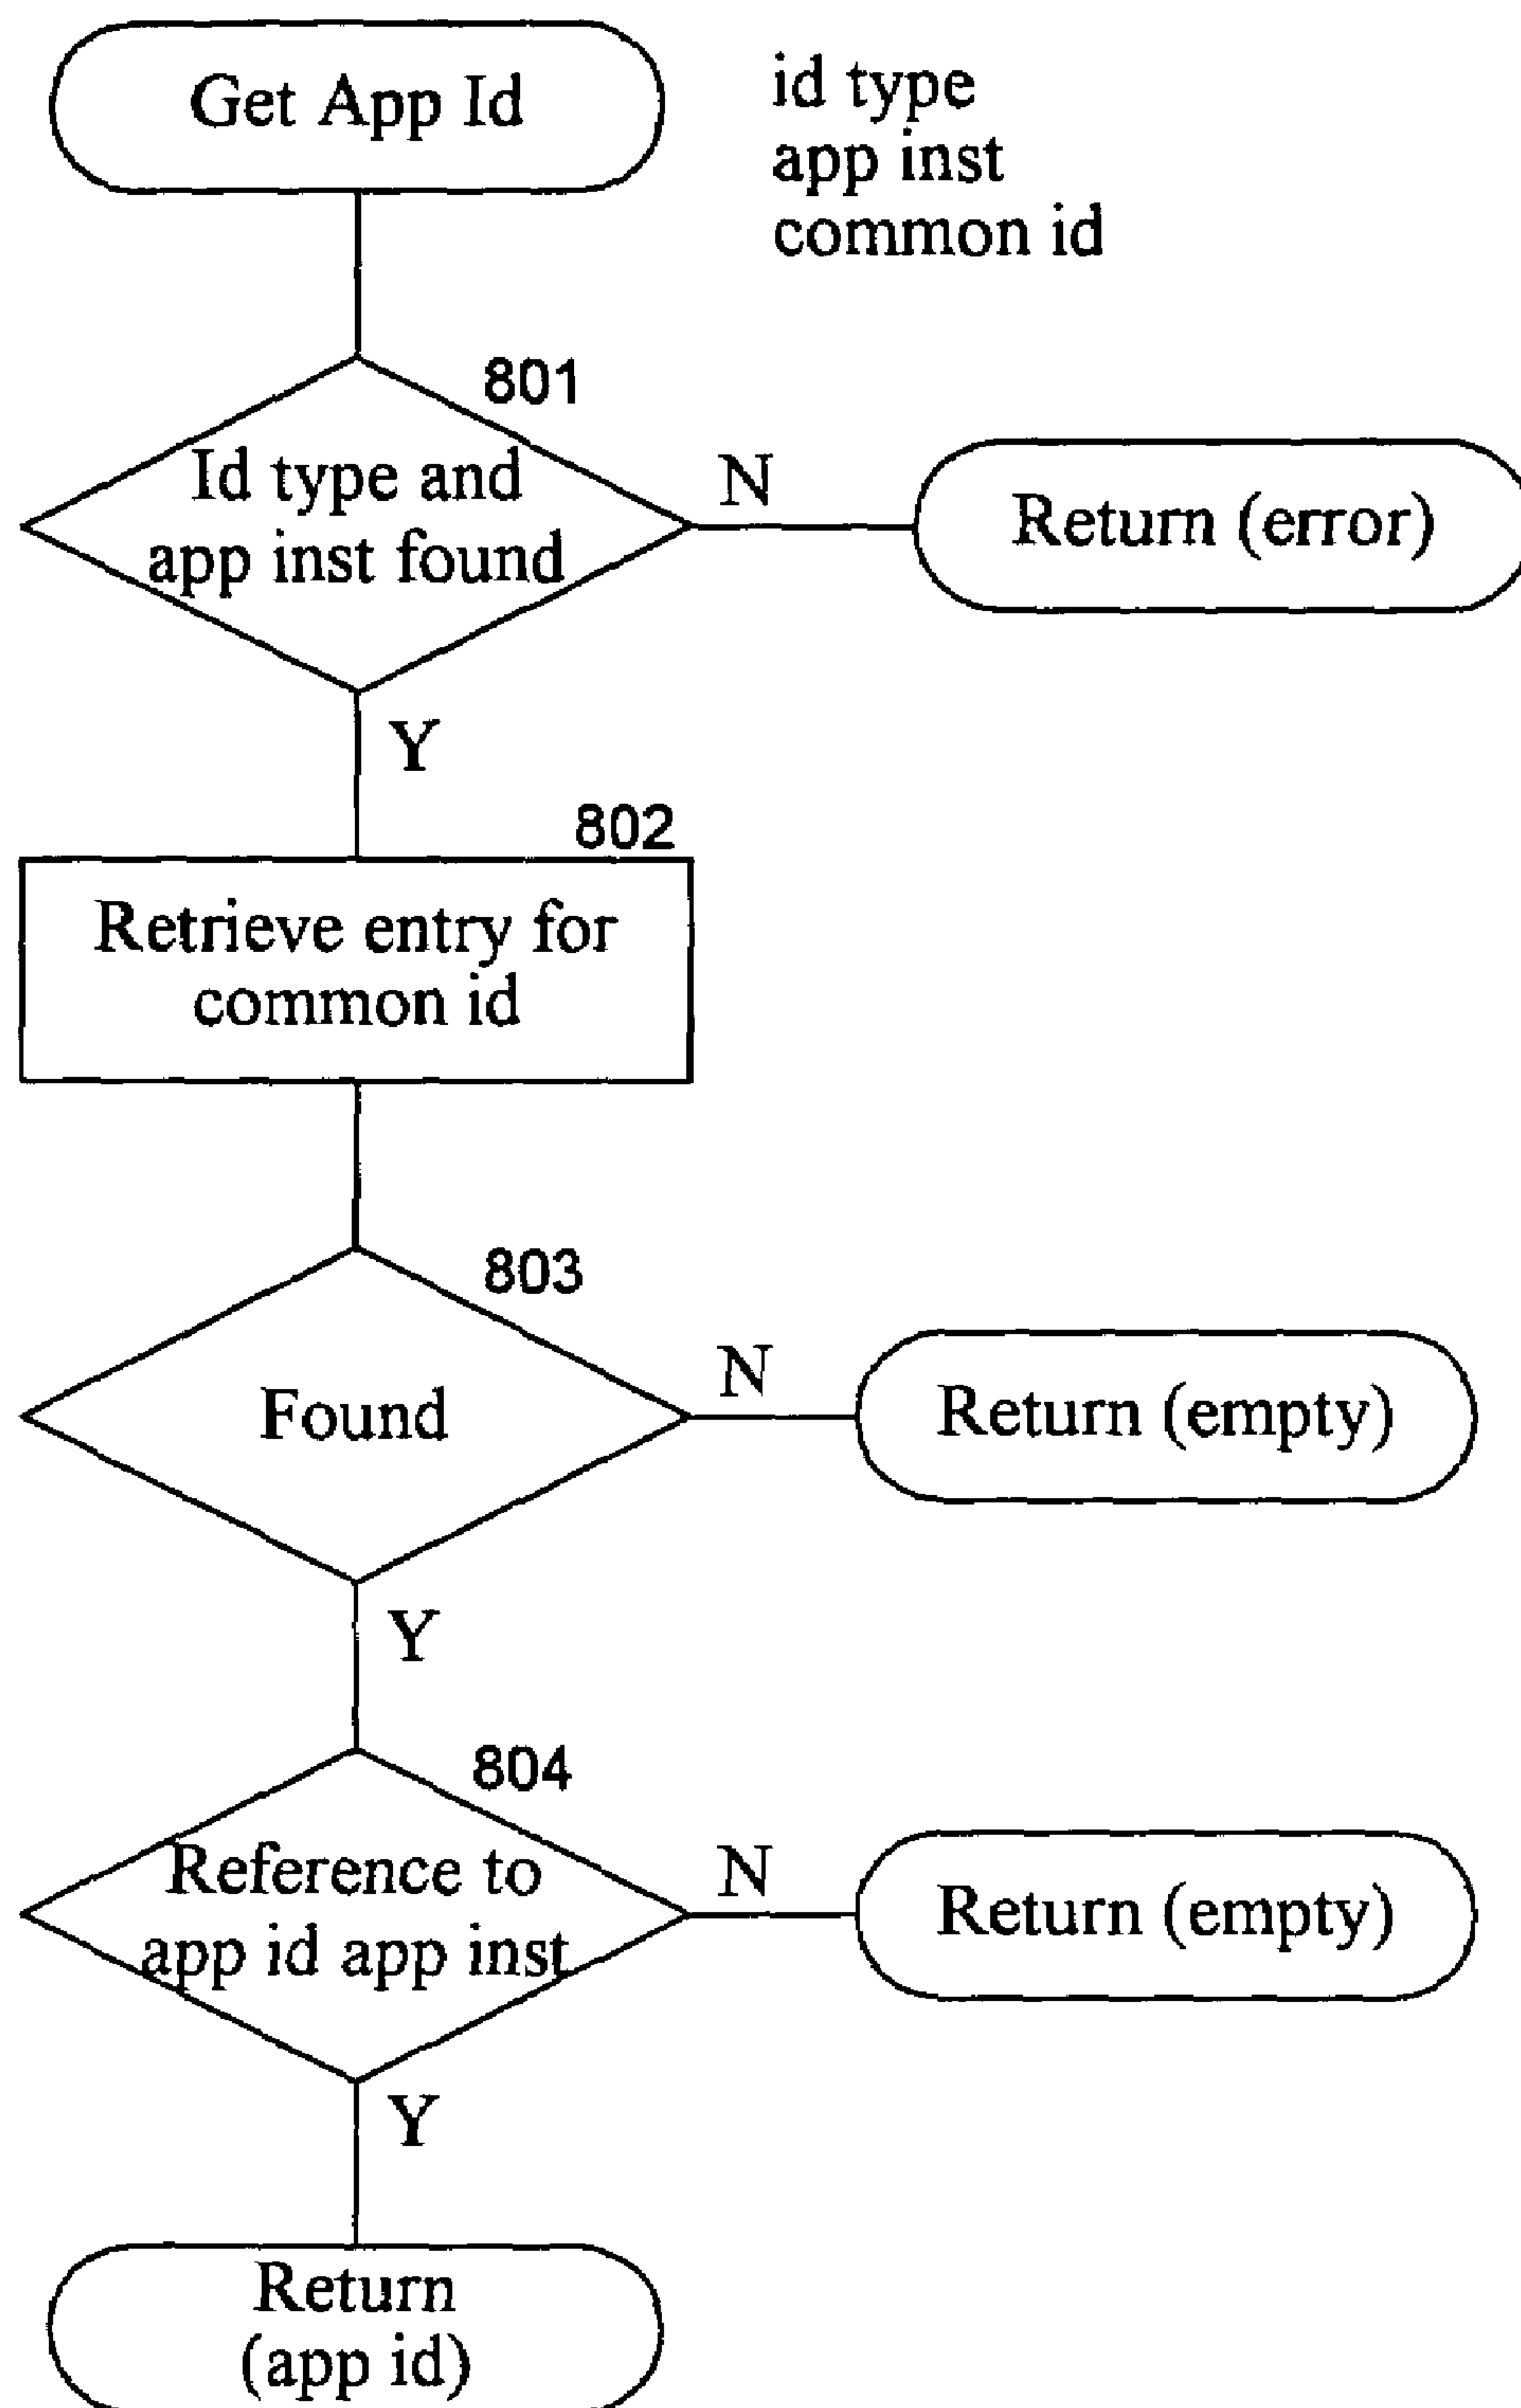 Get App Id
id type
app inst
common id
801
Id type and
app inst found
N
Return (error)
Y
802
Retrieve entry for
common id
803
Found
N
Return (empty)
Y
804
Reference to
app id app inst
N
Return (empty)
Y
Return
(app id)